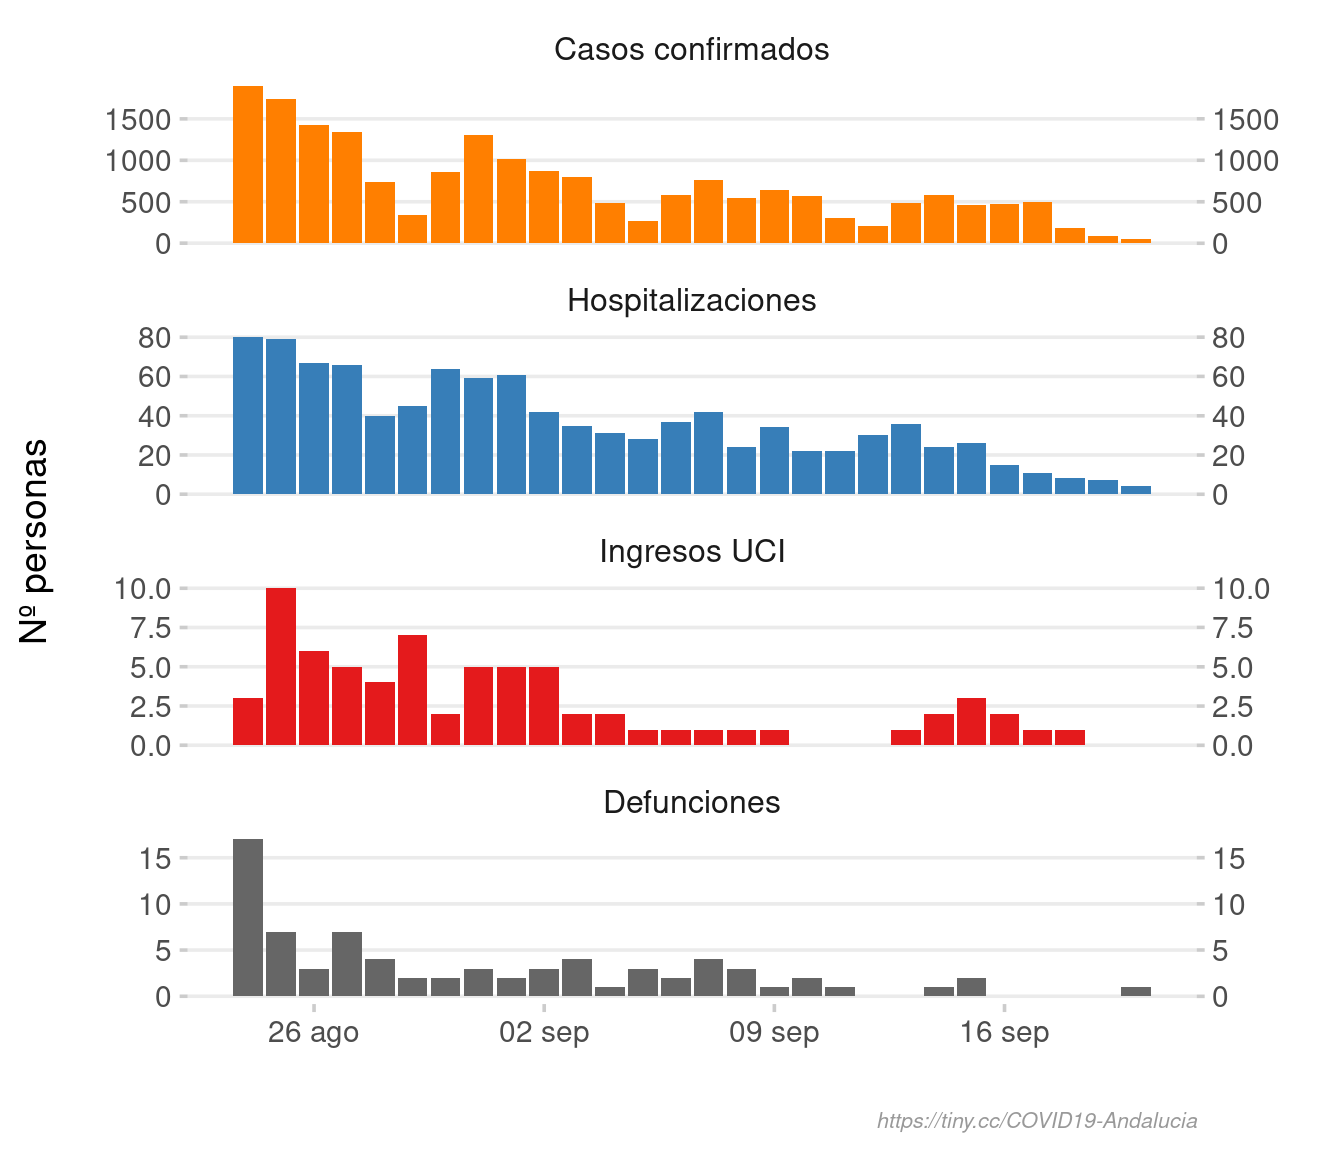 Casos confirmados
1500 1500
1000 1000
500 500
0 0
Hospitalizaciones
80 80
60 60
40 40
20 20
0 0
Nº personas
Ingresos UCI
10.0 10.0
7.5 7.5
5.0 5.0
2.5 2.5
0.0 0.0
Defunciones
15 15
10 10
5 5
0 0
26 ago 02 sep 09 sep 16 sep
https://tiny.cc/COVID19-Andalucia